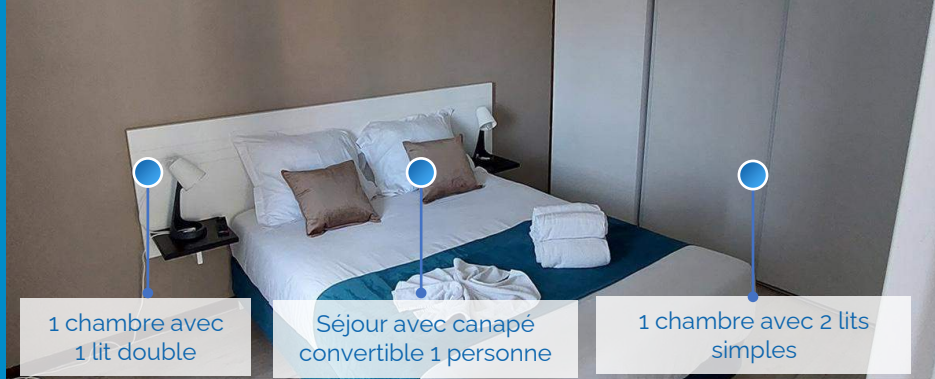 1 chambre avec
1 lit double
Séjour avec canapé
convertible 1 personne
1 chambre avec 2 lits
simples